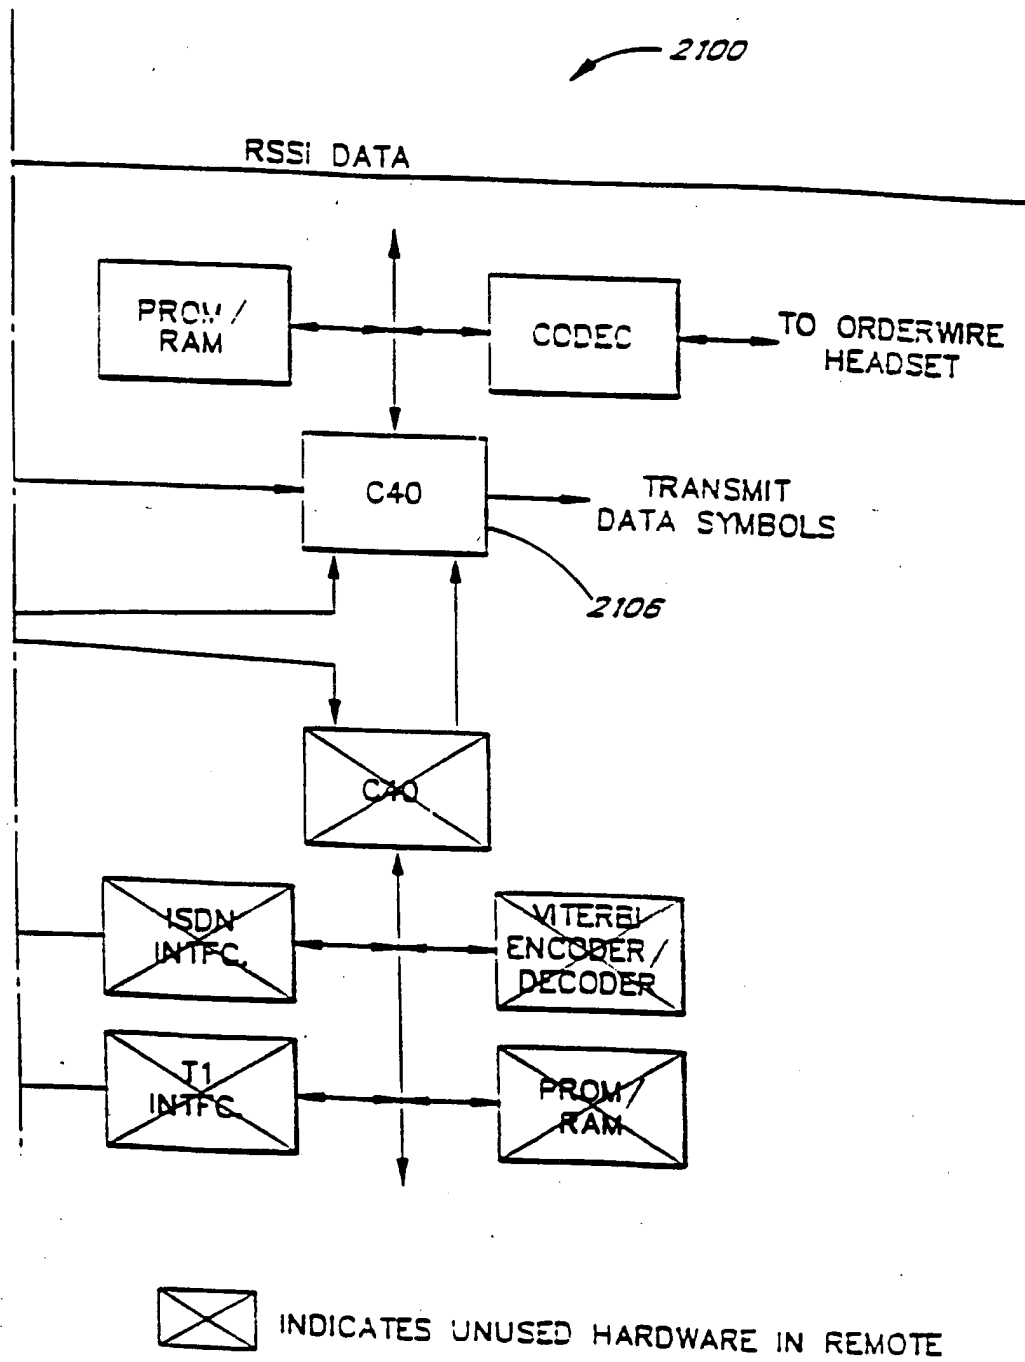 2100
RSSI DATA
PROM/
RAM
CODEC
TO ORDERWIRE
HEADSET
C40
TRANSMIT
DATA SYMBOLS
2106
C40
ISDN
INTFC.
VITERBI
ENCODER/
DECODER
T1
INTFC.
PROM/
RAM
INDICATES UNUSED HARDWARE IN REMOTE